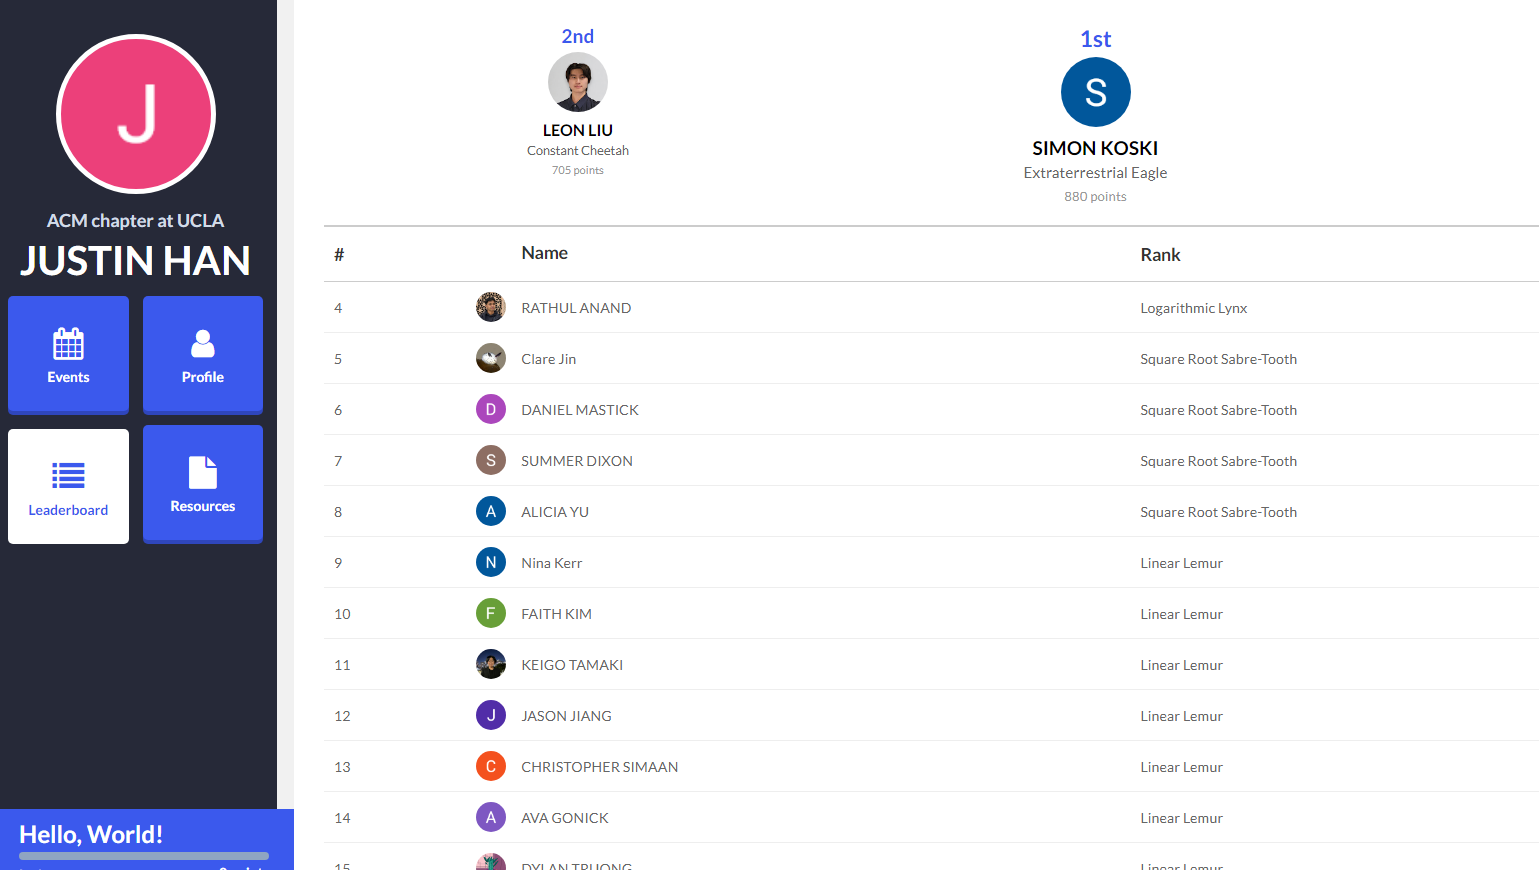 J
ACM chapter at UCLA
JUSTIN HAN
Events
Profile
Leaderboard
Resources
Hello, World!
2nd
LEON LIU
Constant Cheetah
705 points
1st
S
SIMON KOSKI
Extraterrestrial Eagle
880 points
# Name Rank
4 RATHUL ANAND Logarithmic Lynx
5 Clare Jin Square Root Sabre-Tooth
6 D DANIEL MASTICK Square Root Sabre-Tooth
7 S SUMMER DIXON Square Root Sabre-Tooth
8 A ALICIA YU Square Root Sabre-Tooth
9 N Nina Kerr Linear Lemur
10 F FAITH KIM Linear Lemur
11 KEIGO TAMAKI Linear Lemur
12 J JASON JIANG Linear Lemur
13 C CHRISTOPHER SIMAAN Linear Lemur
14 A AVA GONICK Linear Lemur
15 DYLAN TRUONG Linear Lemur